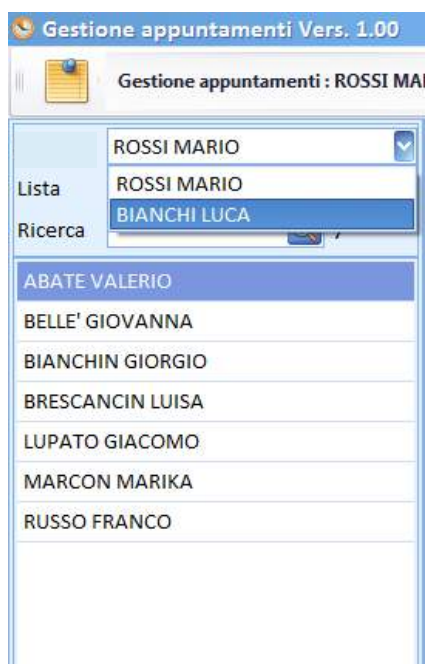 Gestione appuntamenti Vers. 1.00
Gestione appuntamenti : ROSSI MA
ROSSI MARIO
Lista
ROSSI MARIO
BIANCHI LUCA
Ricerca
ABATE VALERIO
BELLE' GIOVANNA
BIANCHIN GIORGIO
BRESCANCIN LUISA
LUPATO GIACOMO
MARCON MARIKA
RUSSO FRANCO